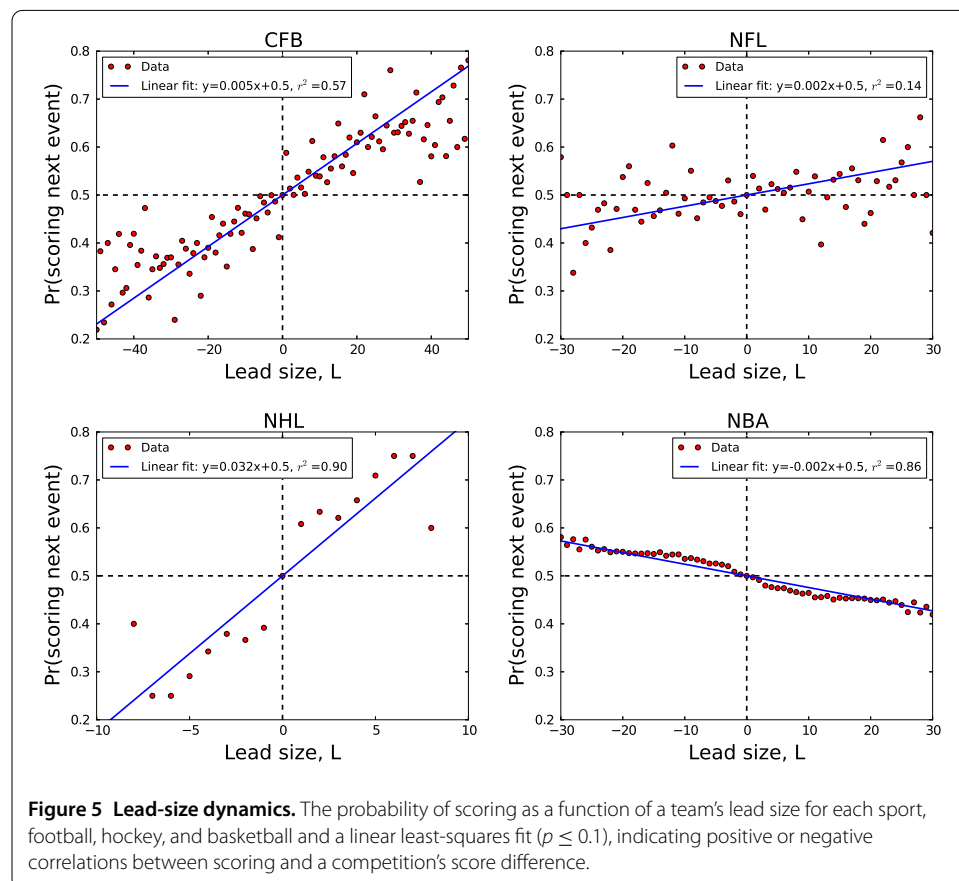 CFB
Data
Linear fit: y=0.005x+0.5, r² =0.57
0.8
0.7
0.6
0.5
0.4
0.3
0.2
−40
−20
0
20
40
Pr(scoring next event)
Lead size, L
NFL
Data
Linear fit: y=0.002x+0.5, r² =0.14
0.8
0.7
0.6
0.5
0.4
0.3
0.2
−30
−20
−10
0
10
20
30
Pr(scoring next event)
Lead size, L
NHL
Data
Linear fit: y=0.032x+0.5, r² =0.90
0.8
0.7
0.6
0.5
0.4
0.3
0.2
−10
−5
0
5
10
Pr(scoring next event)
Lead size, L
NBA
Data
Linear fit: y=-0.002x+0.5, r² =0.86
0.8
0.7
0.6
0.5
0.4
0.3
0.2
−30
−20
−10
0
10
20
30
Pr(scoring next event)
Lead size, L
Figure 5 Lead-size dynamics. The probability of scoring as a function of a team's lead size for each sport,
football, hockey, and basketball and a linear least-squares fit (p ≤ 0.1), indicating positive or negative
correlations between scoring and a competition's score difference.